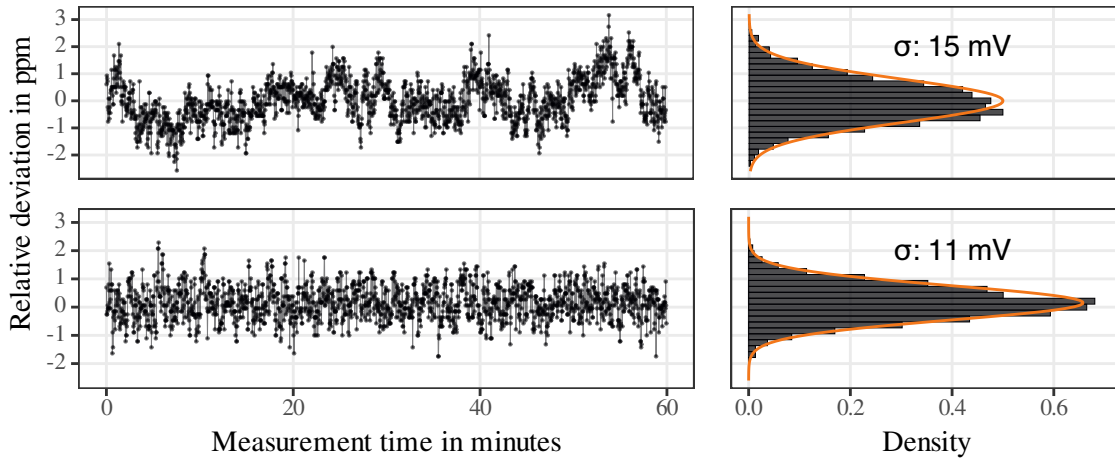 Relative deviation in ppm
3
2
1
0
-1
-2
σ: 15 mV
3
2
1
0
-1
-2
σ: 11 mV
0 20 40 60
0.0 0.2 0.4 0.6
Measurement time in minutes
Density